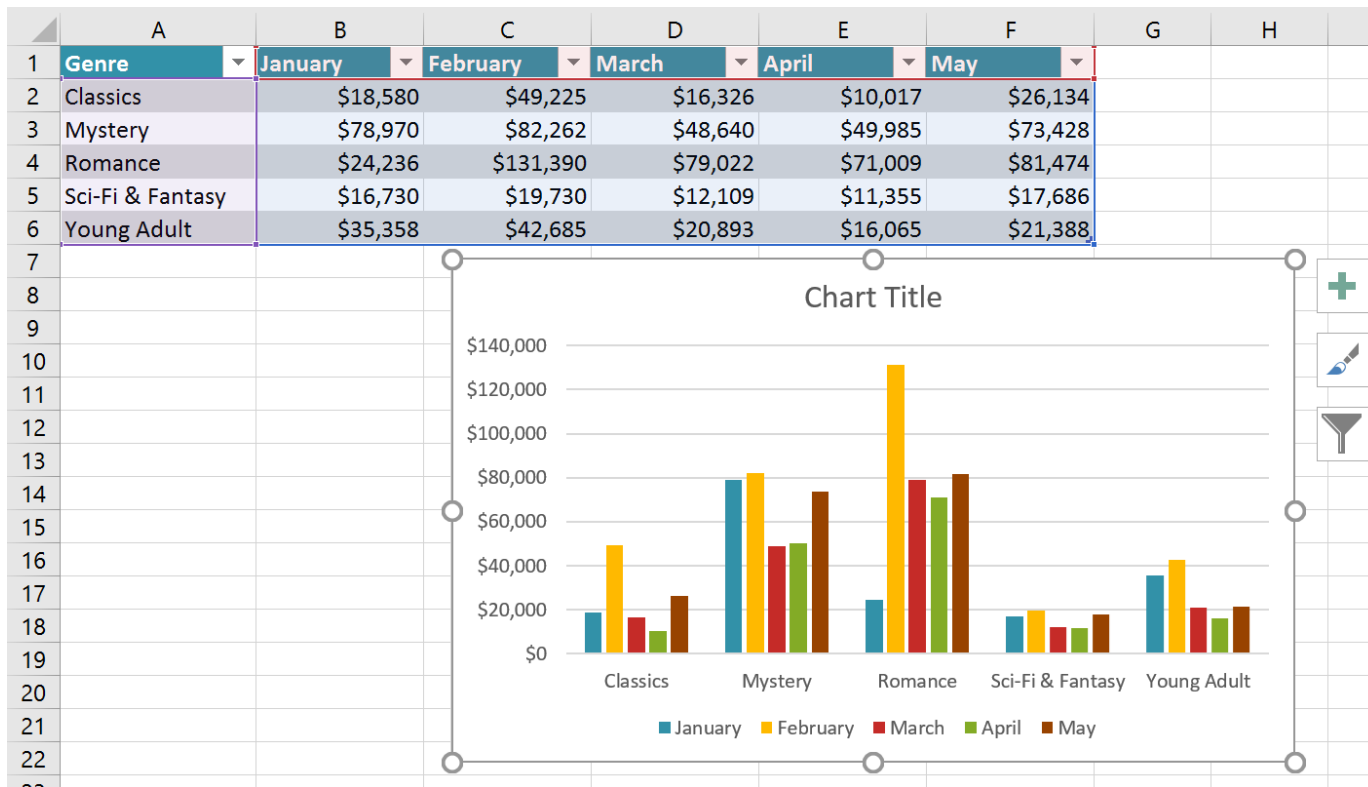 A B C D E F G H
1 Genre January February March April May
2 Classics $18,580 $49,225 $16,326 $10,017 $26,134
3 Mystery $78,970 $82,262 $48,640 $49,985 $73,428
4 Romance $24,236 $131,390 $79,022 $71,009 $81,474
5 Sci-Fi & Fantasy $16,730 $19,730 $12,109 $11,355 $17,686
6 Young Adult $35,358 $42,685 $20,893 $16,065 $21,388
7
8 Chart Title
9
10 $140,000
11 $120,000
12 $100,000
13
14 $80,000
15 $60,000
16 $40,000
17 $20,000
18
19 $0
20 Classics Mystery Romance Sci-Fi & Fantasy Young Adult
21 January February March April May
22